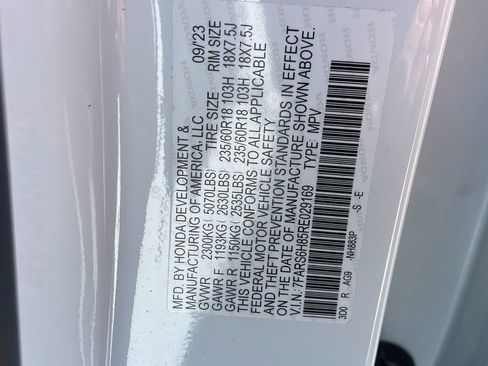 MFD. BY HONDA DEVELOPMENT & 09/23
MANUFACTURING OF AMERICA, LLC
GVWR 2300KG( 5070LBS) TIRE SIZE RIM SIZE
GAWR F 1193KG( 2630LBS) 235/60R18 103H 18X7.5J
GAWR R 1150KG( 2535LBS) 235/60R18 103H 18X7.5J
THIS VEHICLE CONFORMS TO ALL APPLICABLE
FEDERAL MOTOR VEHICLE SAFETY
AND THEFT PREVENTION STANDARDS IN EFFECT
ON THE DATE OF MANUFACTURE SHOWN ABOVE.
V.I.N: 7FARS6H85RE029169 TYPE: MPV
3D0 R AG9 -NH883P -S -E